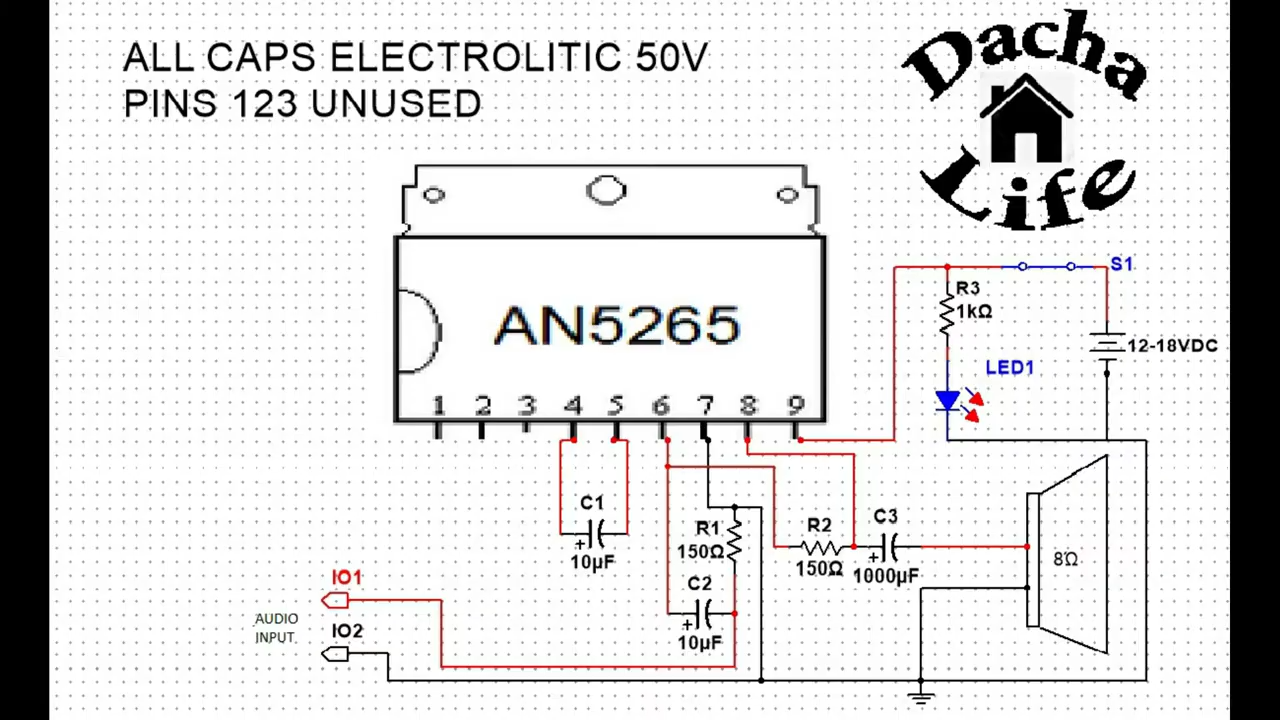 ALL CAPS ELECTROLITIC 50V
PINS 123 UNUSED
Dacha
Life
AN5265
1 2 3 4 5 6 7 8 9
S1
R3
1kΩ
12-18VDC
LED1
C1
+
10µF
R1
150Ω
R2
150Ω
C3
+
1000µF
8Ω
C2
+
10µF
IO1
AUDIO
INPUT
IO2